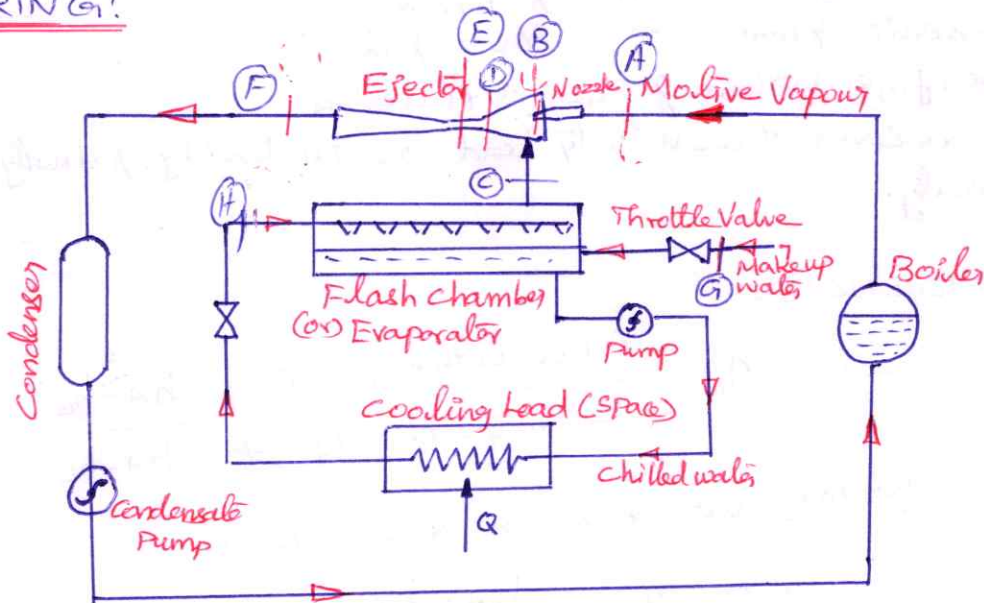 RING:
E
B
A
F
Ejector
D
Nozzle
Motive Vapour
C
H
Throttle Valve
Makeup
water
G
Boiler
Flash chamber
(or) Evaporator
Pump
Condenser
Cooling Load (Space)
Chilled water
Q
Condensate
Pump